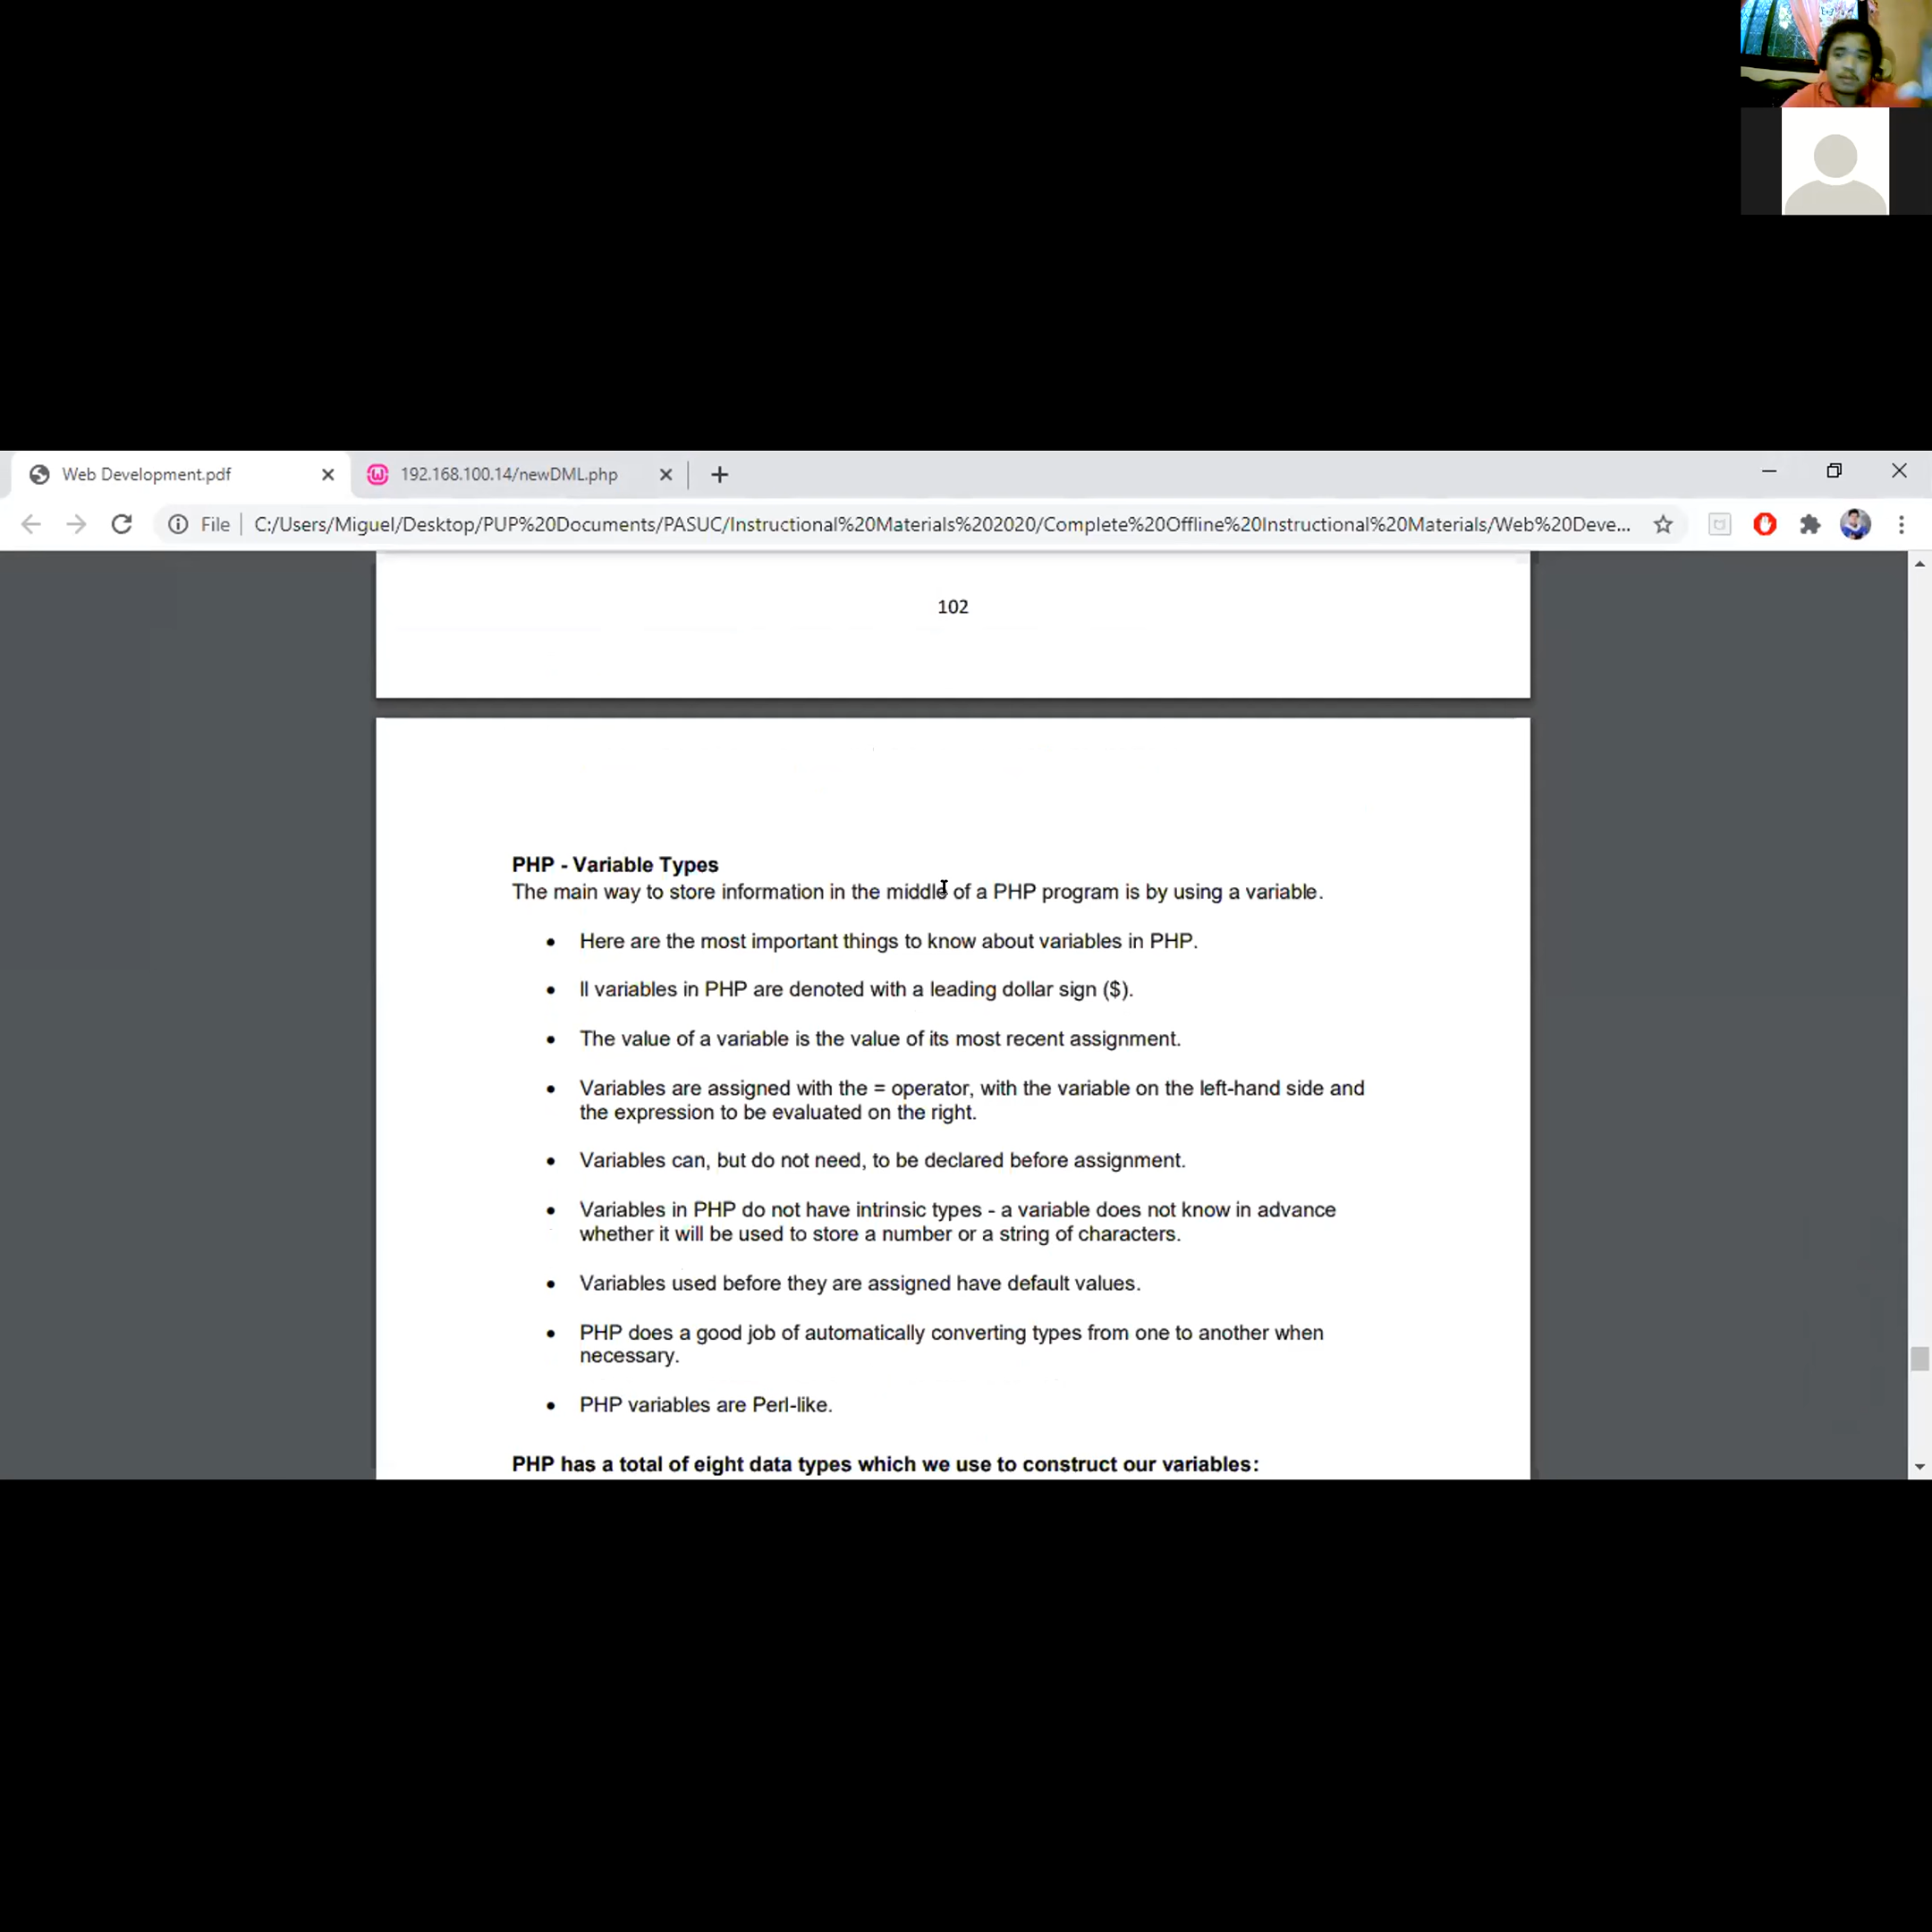 Web Development.pdf
192.168.100.14/newDML.php
File
C:/Users/Miguel/Desktop/PUP%20Documents/PASUC/Instructional%20Materials%202020/Complete%20Offline%20Instructional%20Materials/Web%20Deve...
102
PHP - Variable Types
The main way to store information in the middle of a PHP program is by using a variable.
• Here are the most important things to know about variables in PHP.
• ll variables in PHP are denoted with a leading dollar sign ($).
• The value of a variable is the value of its most recent assignment.
• Variables are assigned with the = operator, with the variable on the left-hand side and
the expression to be evaluated on the right.
• Variables can, but do not need, to be declared before assignment.
• Variables in PHP do not have intrinsic types - a variable does not know in advance
whether it will be used to store a number or a string of characters.
• Variables used before they are assigned have default values.
• PHP does a good job of automatically converting types from one to another when
necessary.
• PHP variables are Perl-like.
PHP has a total of eight data types which we use to construct our variables: